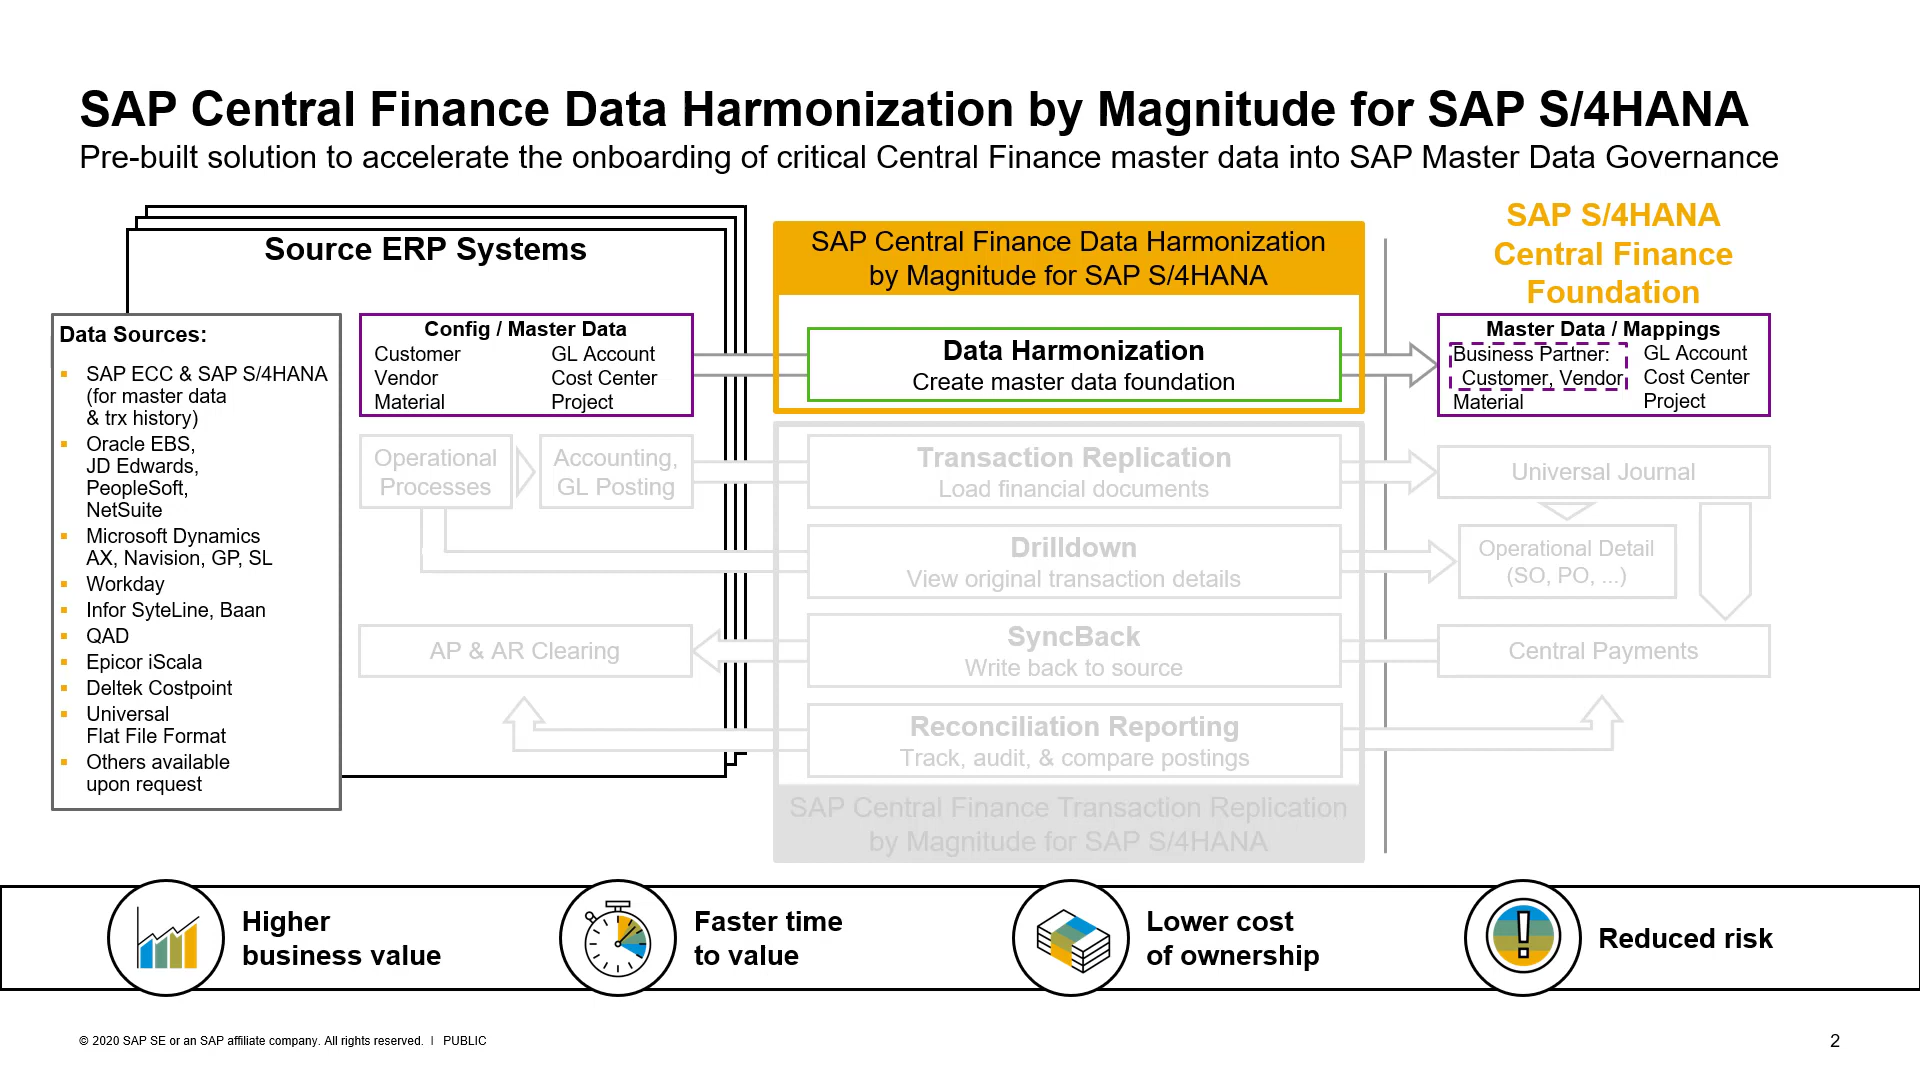 SAP Central Finance Data Harmonization by Magnitude for SAP S/4HANA
Pre-built solution to accelerate the onboarding of critical Central Finance master data into SAP Master Data Governance
Source ERP Systems
Data Sources:
▪ SAP ECC & SAP S/4HANA
(for master data
& trx history)
▪ Oracle EBS,
JD Edwards,
PeopleSoft,
NetSuite
▪ Microsoft Dynamics
AX, Navision, GP, SL
▪ Workday
▪ Infor SyteLine, Baan
▪ QAD
▪ Epicor iScala
▪ Deltek Costpoint
▪ Universal
Flat File Format
▪ Others available
upon request
Config / Master Data
Customer GL Account
Vendor Cost Center
Material Project
Operational
Processes
Accounting,
GL Posting
AP & AR Clearing
SAP Central Finance Data Harmonization
by Magnitude for SAP S/4HANA
Data Harmonization
Create master data foundation
Transaction Replication
Load financial documents
Drilldown
View original transaction details
SyncBack
Write back to source
Reconciliation Reporting
Track, audit, & compare postings
SAP Central Finance Transaction Replication
by Magnitude for SAP S/4HANA
SAP S/4HANA
Central Finance
Foundation
Master Data / Mappings
Business Partner: GL Account
Customer, Vendor Cost Center
Material Project
Universal Journal
Operational Detail
(SO, PO, ...)
Central Payments
Higher
business value
Faster time
to value
Lower cost
of ownership
Reduced risk
© 2020 SAP SE or an SAP affiliate company. All rights reserved. I PUBLIC
2